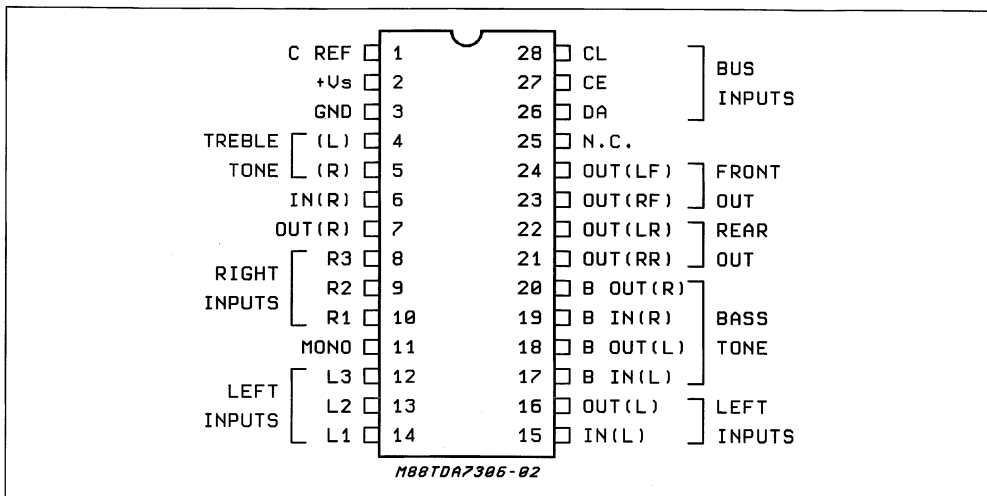 C REF 1 28 CL
+Vs 2 27 CE
GND 3 26 DA
BUS INPUTS
TREBLE TONE
(L) 4 25 N.C.
(R) 5 24 OUT(LF)
IN(R) 6 23 OUT(RF)
FRONT OUT
OUT(R) 7 22 OUT(LR)
R3 8 21 OUT(RR)
REAR OUT
RIGHT INPUTS
R2 9 20 B OUT(R)
R1 10 19 B IN(R)
MONO 11 18 B OUT(L)
L3 12 17 B IN(L)
BASS TONE
LEFT INPUTS
L2 13 16 OUT(L)
L1 14 15 IN(L)
LEFT INPUTS
M88TDA7306-02